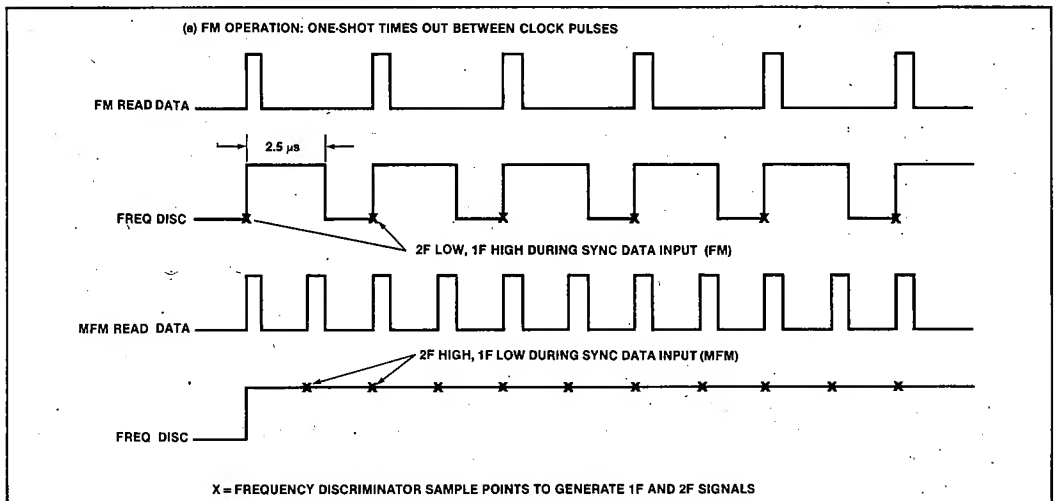 (a) FM OPERATION: ONE-SHOT TIMES OUT BETWEEN CLOCK PULSES
FM READ DATA
2.5 μs
FREQ DISC
X X X X X X
2F LOW, 1F HIGH DURING SYNC DATA INPUT (FM)
MFM READ DATA
2F HIGH, 1F LOW DURING SYNC DATA INPUT (MFM)
X X X X X X X X X X
FREQ DISC
X = FREQUENCY DISCRIMINATOR SAMPLE POINTS TO GENERATE 1F AND 2F SIGNALS